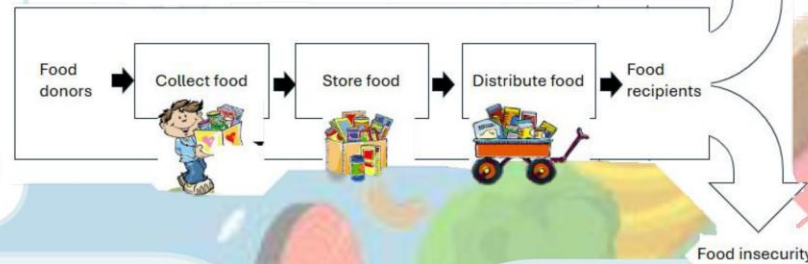 Food
donors
Collect food
Store food
Distribute food
Food
recipients
Food insecurity